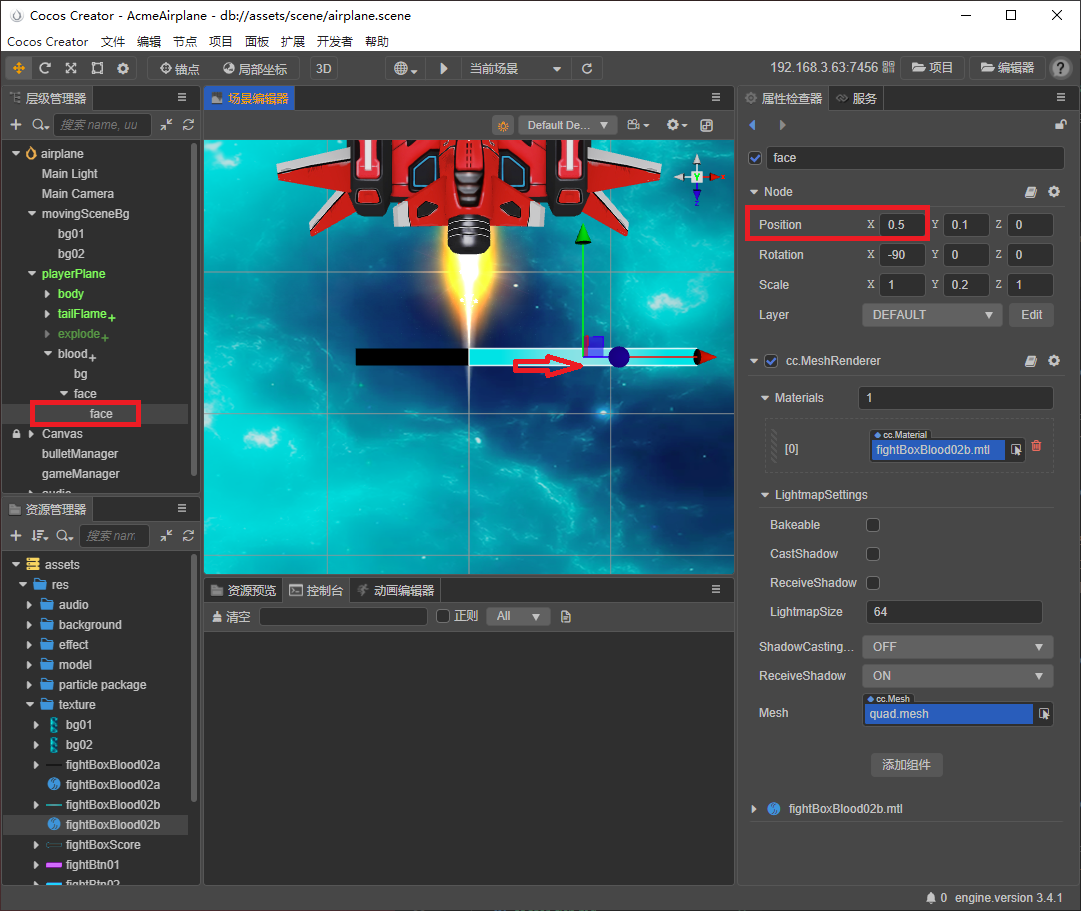 Cocos Creator - AcmeAirplane - db://assets/scene/airplane.scene
Cocos Creator 文件 编辑 节点 项目 面板 扩展 开发者 帮助
锚点 局部坐标 3D 当前场景 192.168.3.63:7456 项目 编辑器
层级管理器
搜索 name, uu
airplane
Main Light
Main Camera
movingSceneBg
bg01
bg02
playerPlane
body
tailFlame
explode
blood
bg
face
face
Canvas
bulletManager
gameManager
audio
资源管理器
搜索 nam
assets
res
audio
background
effect
model
particle package
texture
bg01
bg02
fightBoxBlood02a
fightBoxBlood02a
fightBoxBlood02b
fightBoxBlood02b
fightBoxScore
fightBtn01
fightBtn02
场景编辑器
Default De...
Y
X
Z
资源预览 控制台 动画编辑器
清空 正则 All
属性检查器 服务
face
Node
Position X 0.5 Y 0.1 Z 0
Rotation X -90 Y 0 Z 0
Scale X 1 Y 0.2 Z 1
Layer DEFAULT Edit
cc.MeshRenderer
Materials 1
cc.Material
[0] fightBoxBlood02b.mtl
LightmapSettings
Bakeable
CastShadow
ReceiveShadow
LightmapSize 64
ShadowCasting... OFF
ReceiveShadow ON
cc.Mesh
Mesh quad.mesh
添加组件
fightBoxBlood02b.mtl
0 engine.version 3.4.1